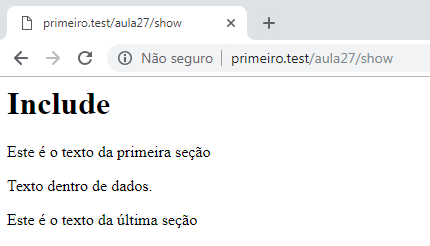 primeiro.test/aula27/show
Não seguro | primeiro.test/aula27/show
Include
Este é o texto da primeira seção
Texto dentro de dados.
Este é o texto da última seção